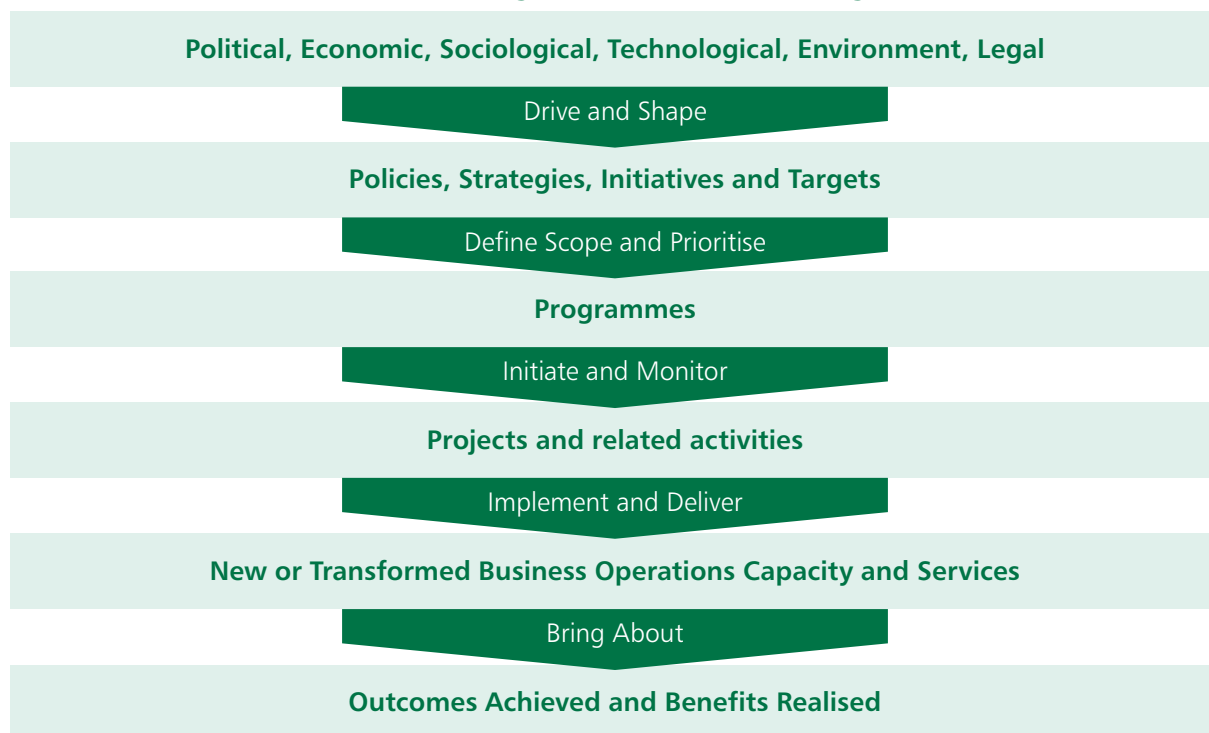 Political, Economic, Sociological, Technological, Environment, Legal
Drive and Shape
Policies, Strategies, Initiatives and Targets
Define Scope and Prioritise
Programmes
Initiate and Monitor
Projects and related activities
Implement and Deliver
New or Transformed Business Operations Capacity and Services
Bring About
Outcomes Achieved and Benefits Realised